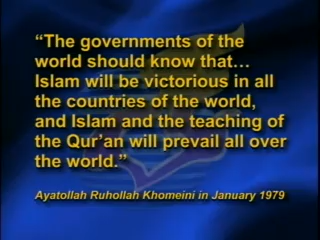 “The governments of the
world should know that…
Islam will be victorious in all
the countries of the world,
and Islam and the teaching of
the Qur’an will prevail all over
the world.”
Ayatollah Ruhollah Khomeini in January 1979